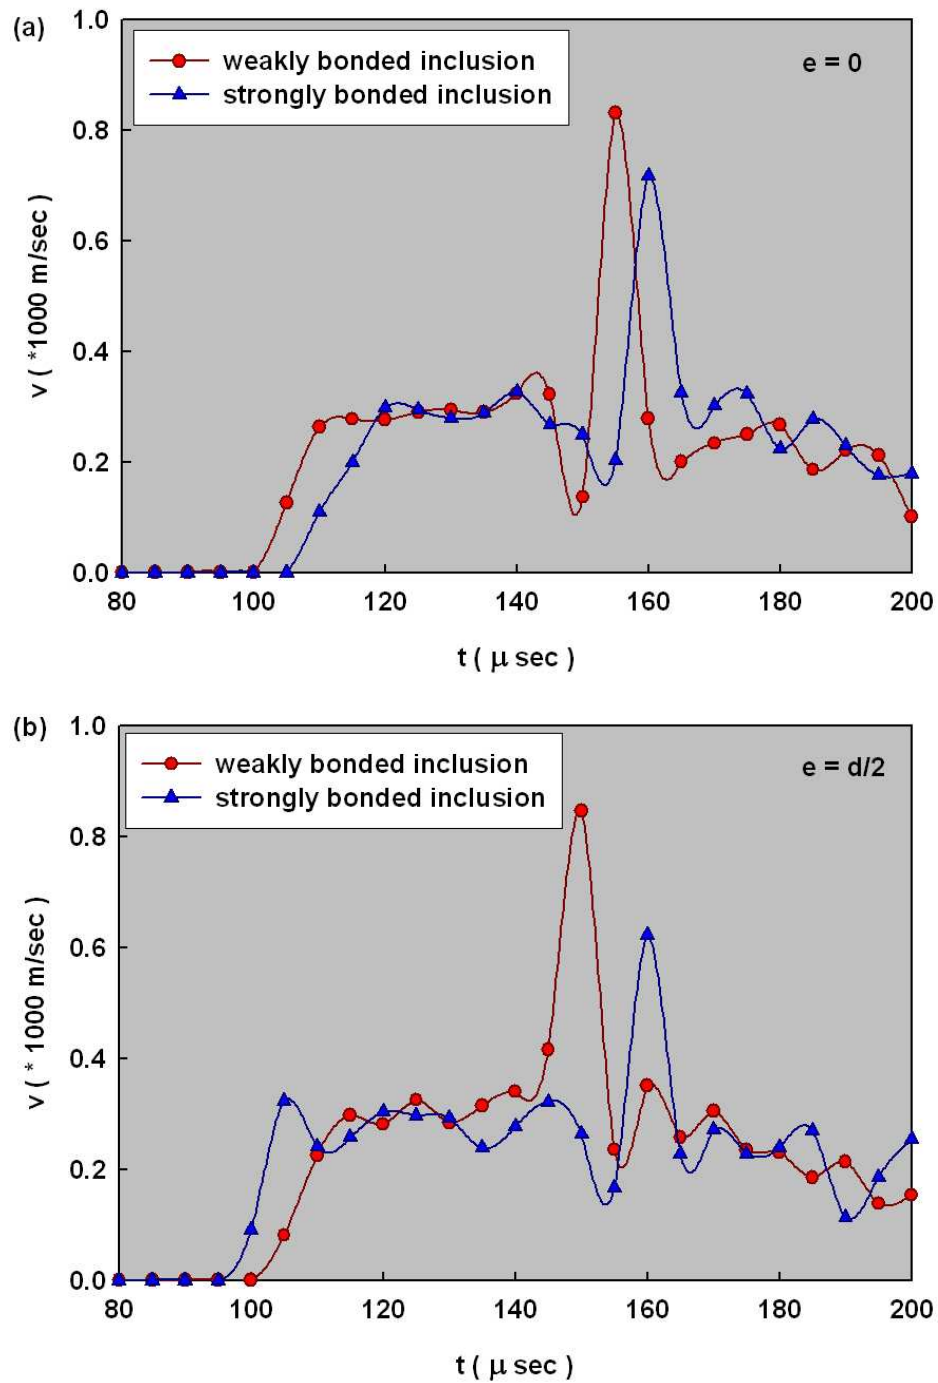 (a)
1.0
weakly bonded inclusion
e = 0
strongly bonded inclusion
0.8
0.6
0.4
0.2
0.0
v ( *1000 m/sec )
80 100 120 140 160 180 200
t ( μ sec )
(b)
1.0
weakly bonded inclusion
e = d/2
strongly bonded inclusion
0.8
0.6
0.4
0.2
0.0
v ( * 1000 m/sec )
80 100 120 140 160 180 200
t ( μ sec )